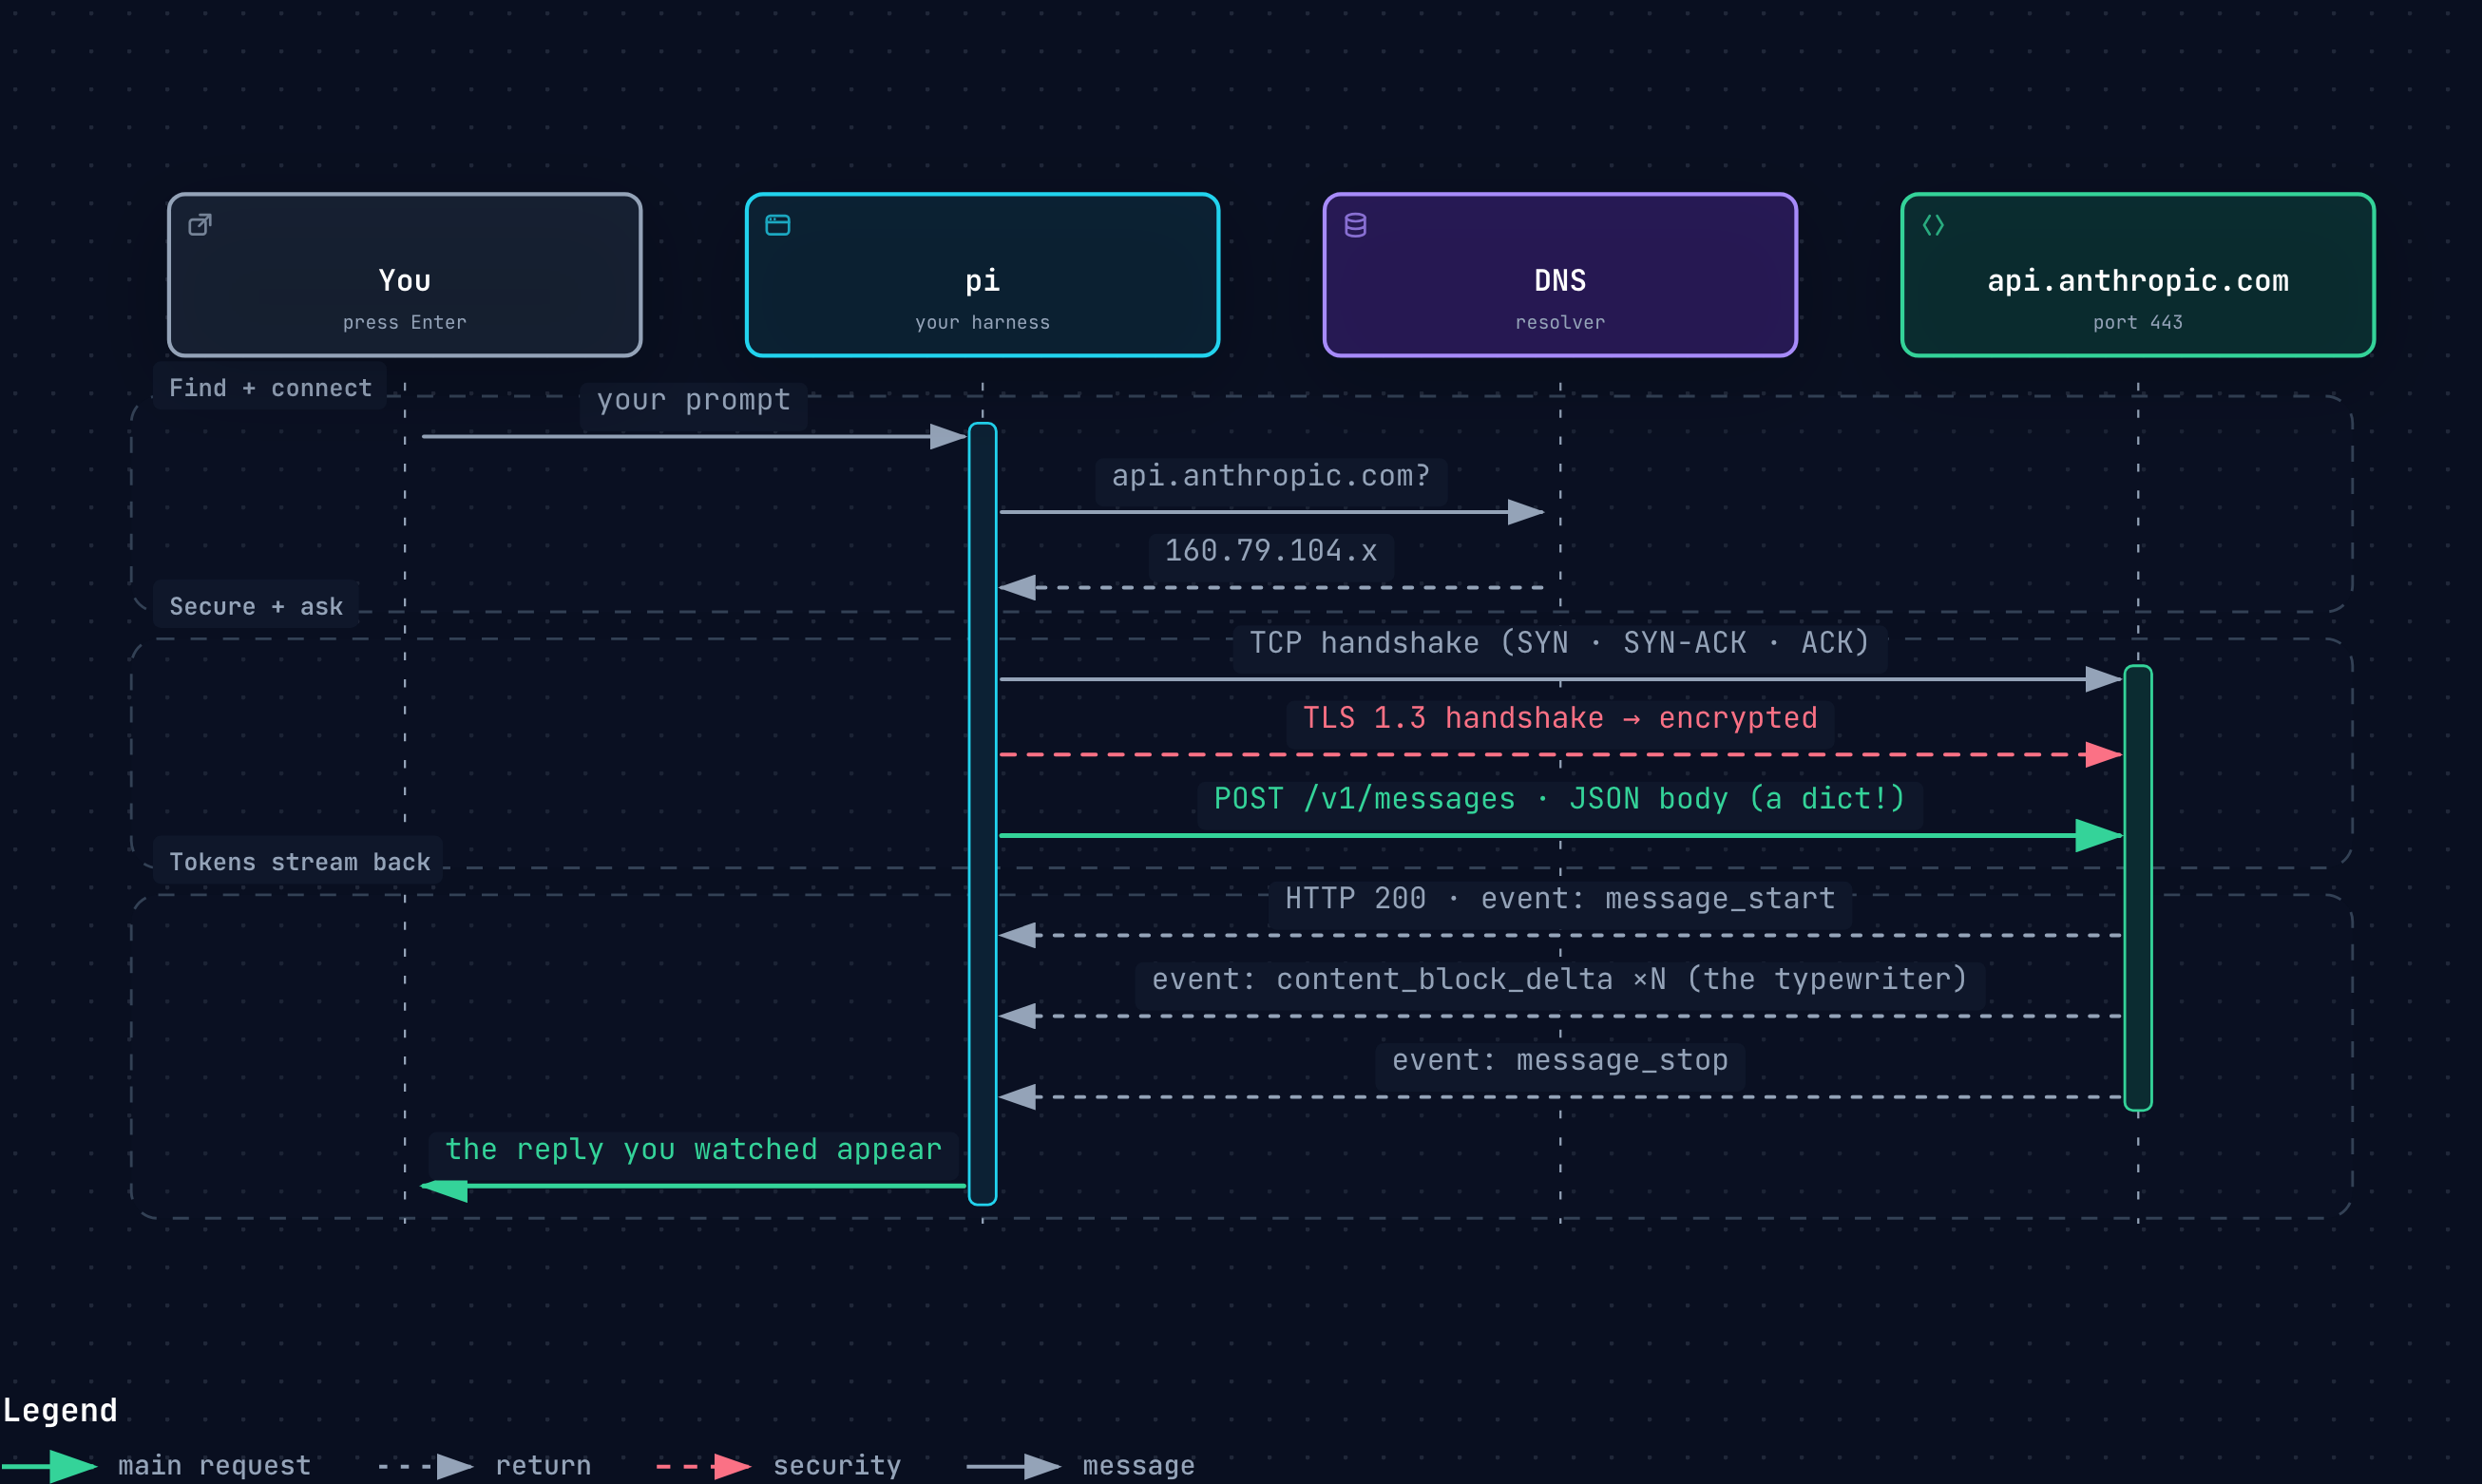 You
press Enter
pi
your harness
DNS
resolver
api.anthropic.com
port 443
Find + connect
your prompt
api.anthropic.com?
160.79.104.x
Secure + ask
TCP handshake (SYN · SYN-ACK · ACK)
TLS 1.3 handshake → encrypted
POST /v1/messages · JSON body (a dict!)
Tokens stream back
HTTP 200 · event: message_start
event: content_block_delta ×N (the typewriter)
event: message_stop
the reply you watched appear
Legend
main request
return
security
message